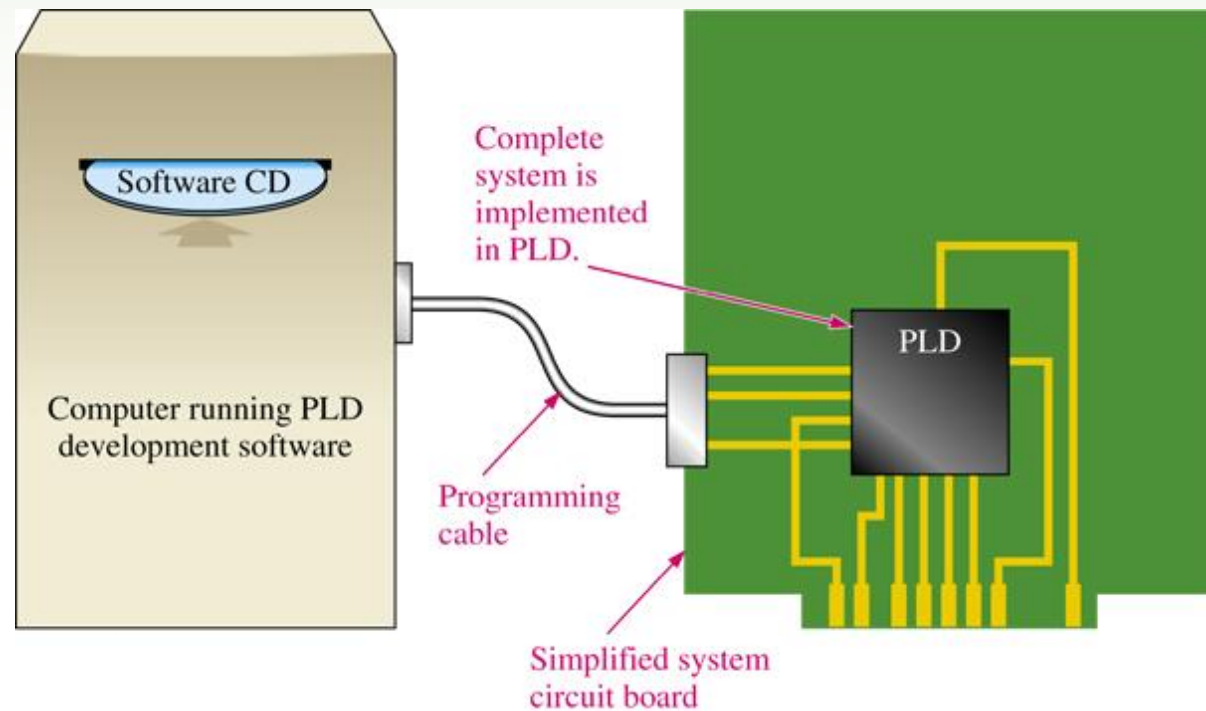 Software CD
Computer running PLD
development software
Complete
system is
implemented
in PLD.
PLD
Programming
cable
Simplified system
circuit board